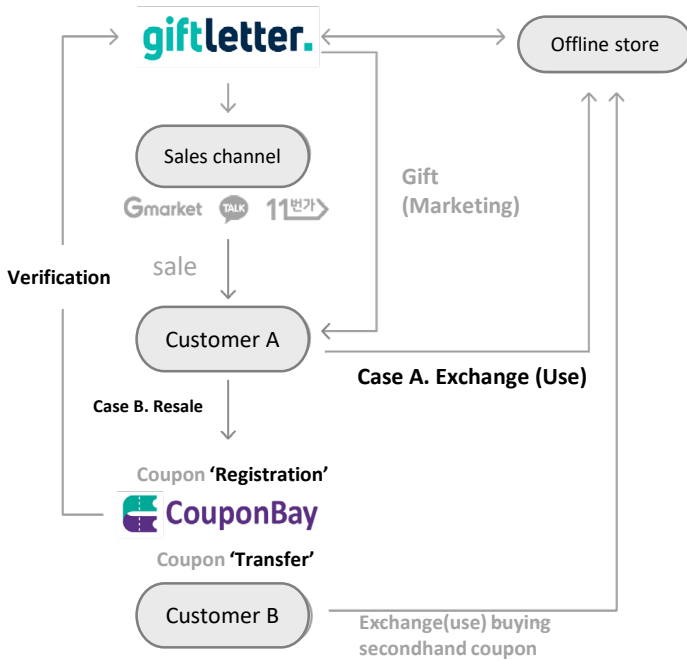 giftletter.
Offline store
Sales channel
Gmarket TALK 11번가
Gift
(Marketing)
sale
Verification
Customer A
Case A. Exchange (Use)
Case B. Resale
Coupon ‘Registration’
CouponBay
Coupon ‘Transfer’
Customer B
Exchange(use) buying
secondhand coupon